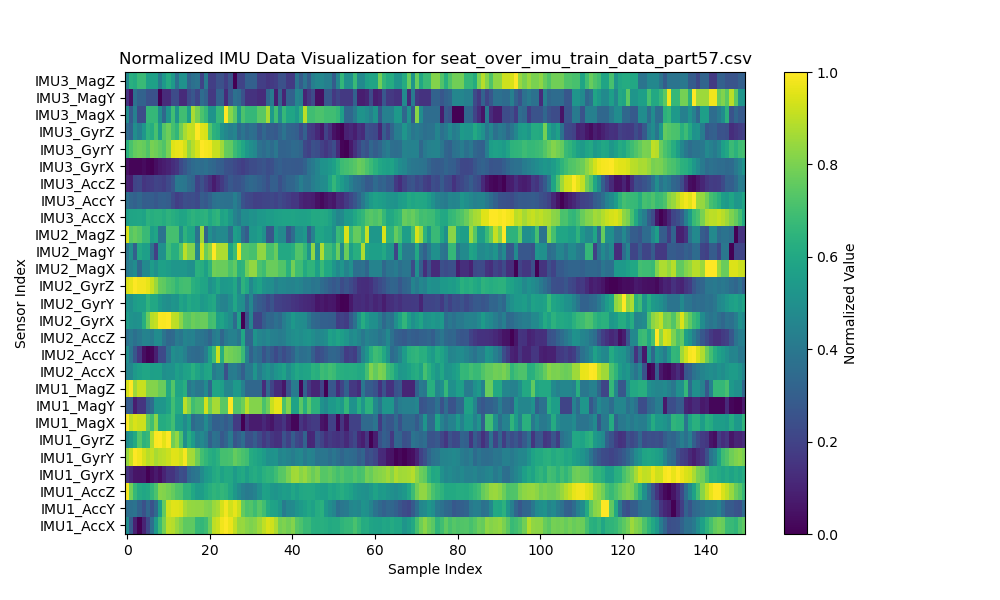 Normalized IMU Data Visualization for seat_over_imu_train_data_part57.csv
IMU3_MagZ
IMU3_MagY
IMU3_MagX
IMU3_GyrZ
IMU3_GyrY
IMU3_GyrX
IMU3_AccZ
IMU3_AccY
IMU3_AccX
IMU2_MagZ
IMU2_MagY
IMU2_MagX
IMU2_GyrZ
IMU2_GyrY
IMU2_GyrX
IMU2_AccZ
IMU2_AccY
IMU2_AccX
IMU1_MagZ
IMU1_MagY
IMU1_MagX
IMU1_GyrZ
IMU1_GyrY
IMU1_GyrX
IMU1_AccZ
IMU1_AccY
IMU1_AccX
Sensor Index
0 20 40 60 80 100 120 140
Sample Index
1.0
0.8
0.6
0.4
0.2
0.0
Normalized Value